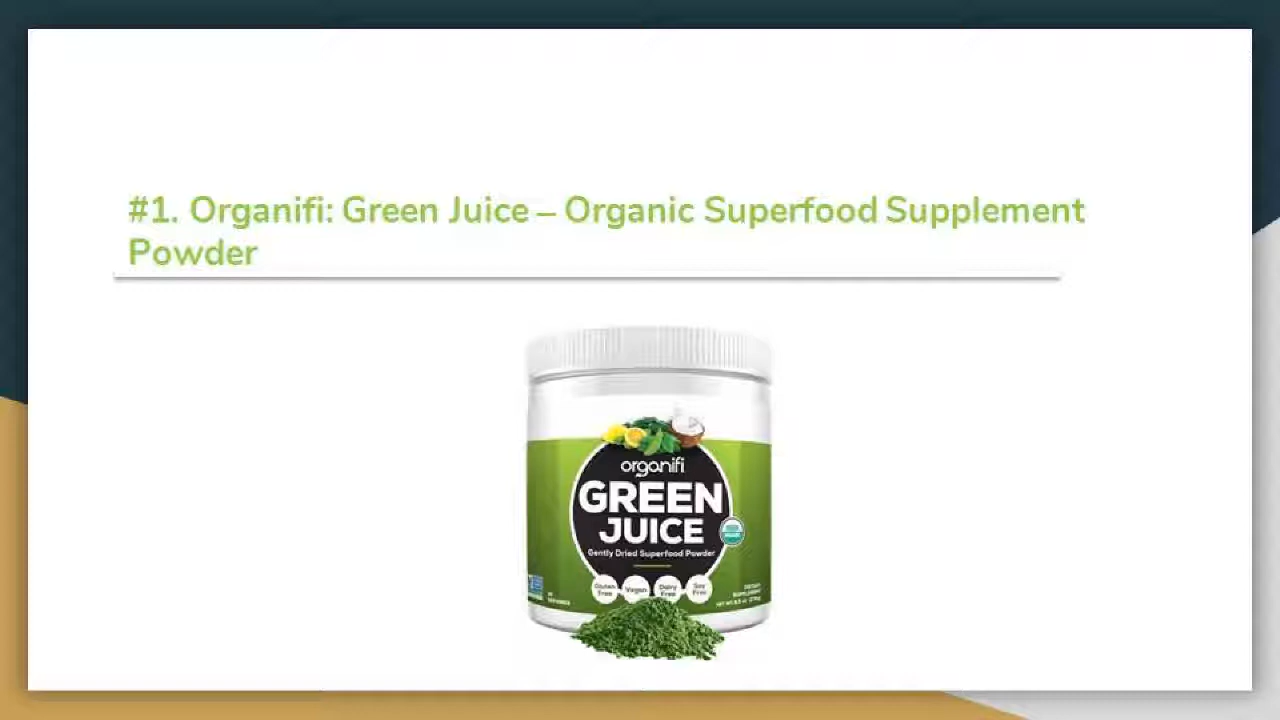 #1. Organifi: Green Juice – Organic Superfood Supplement
Powder
organifi
GREEN
JUICE
Gently Dried Superfood Powder
Gluten Free
Vegan
Dairy Free
Soy Free